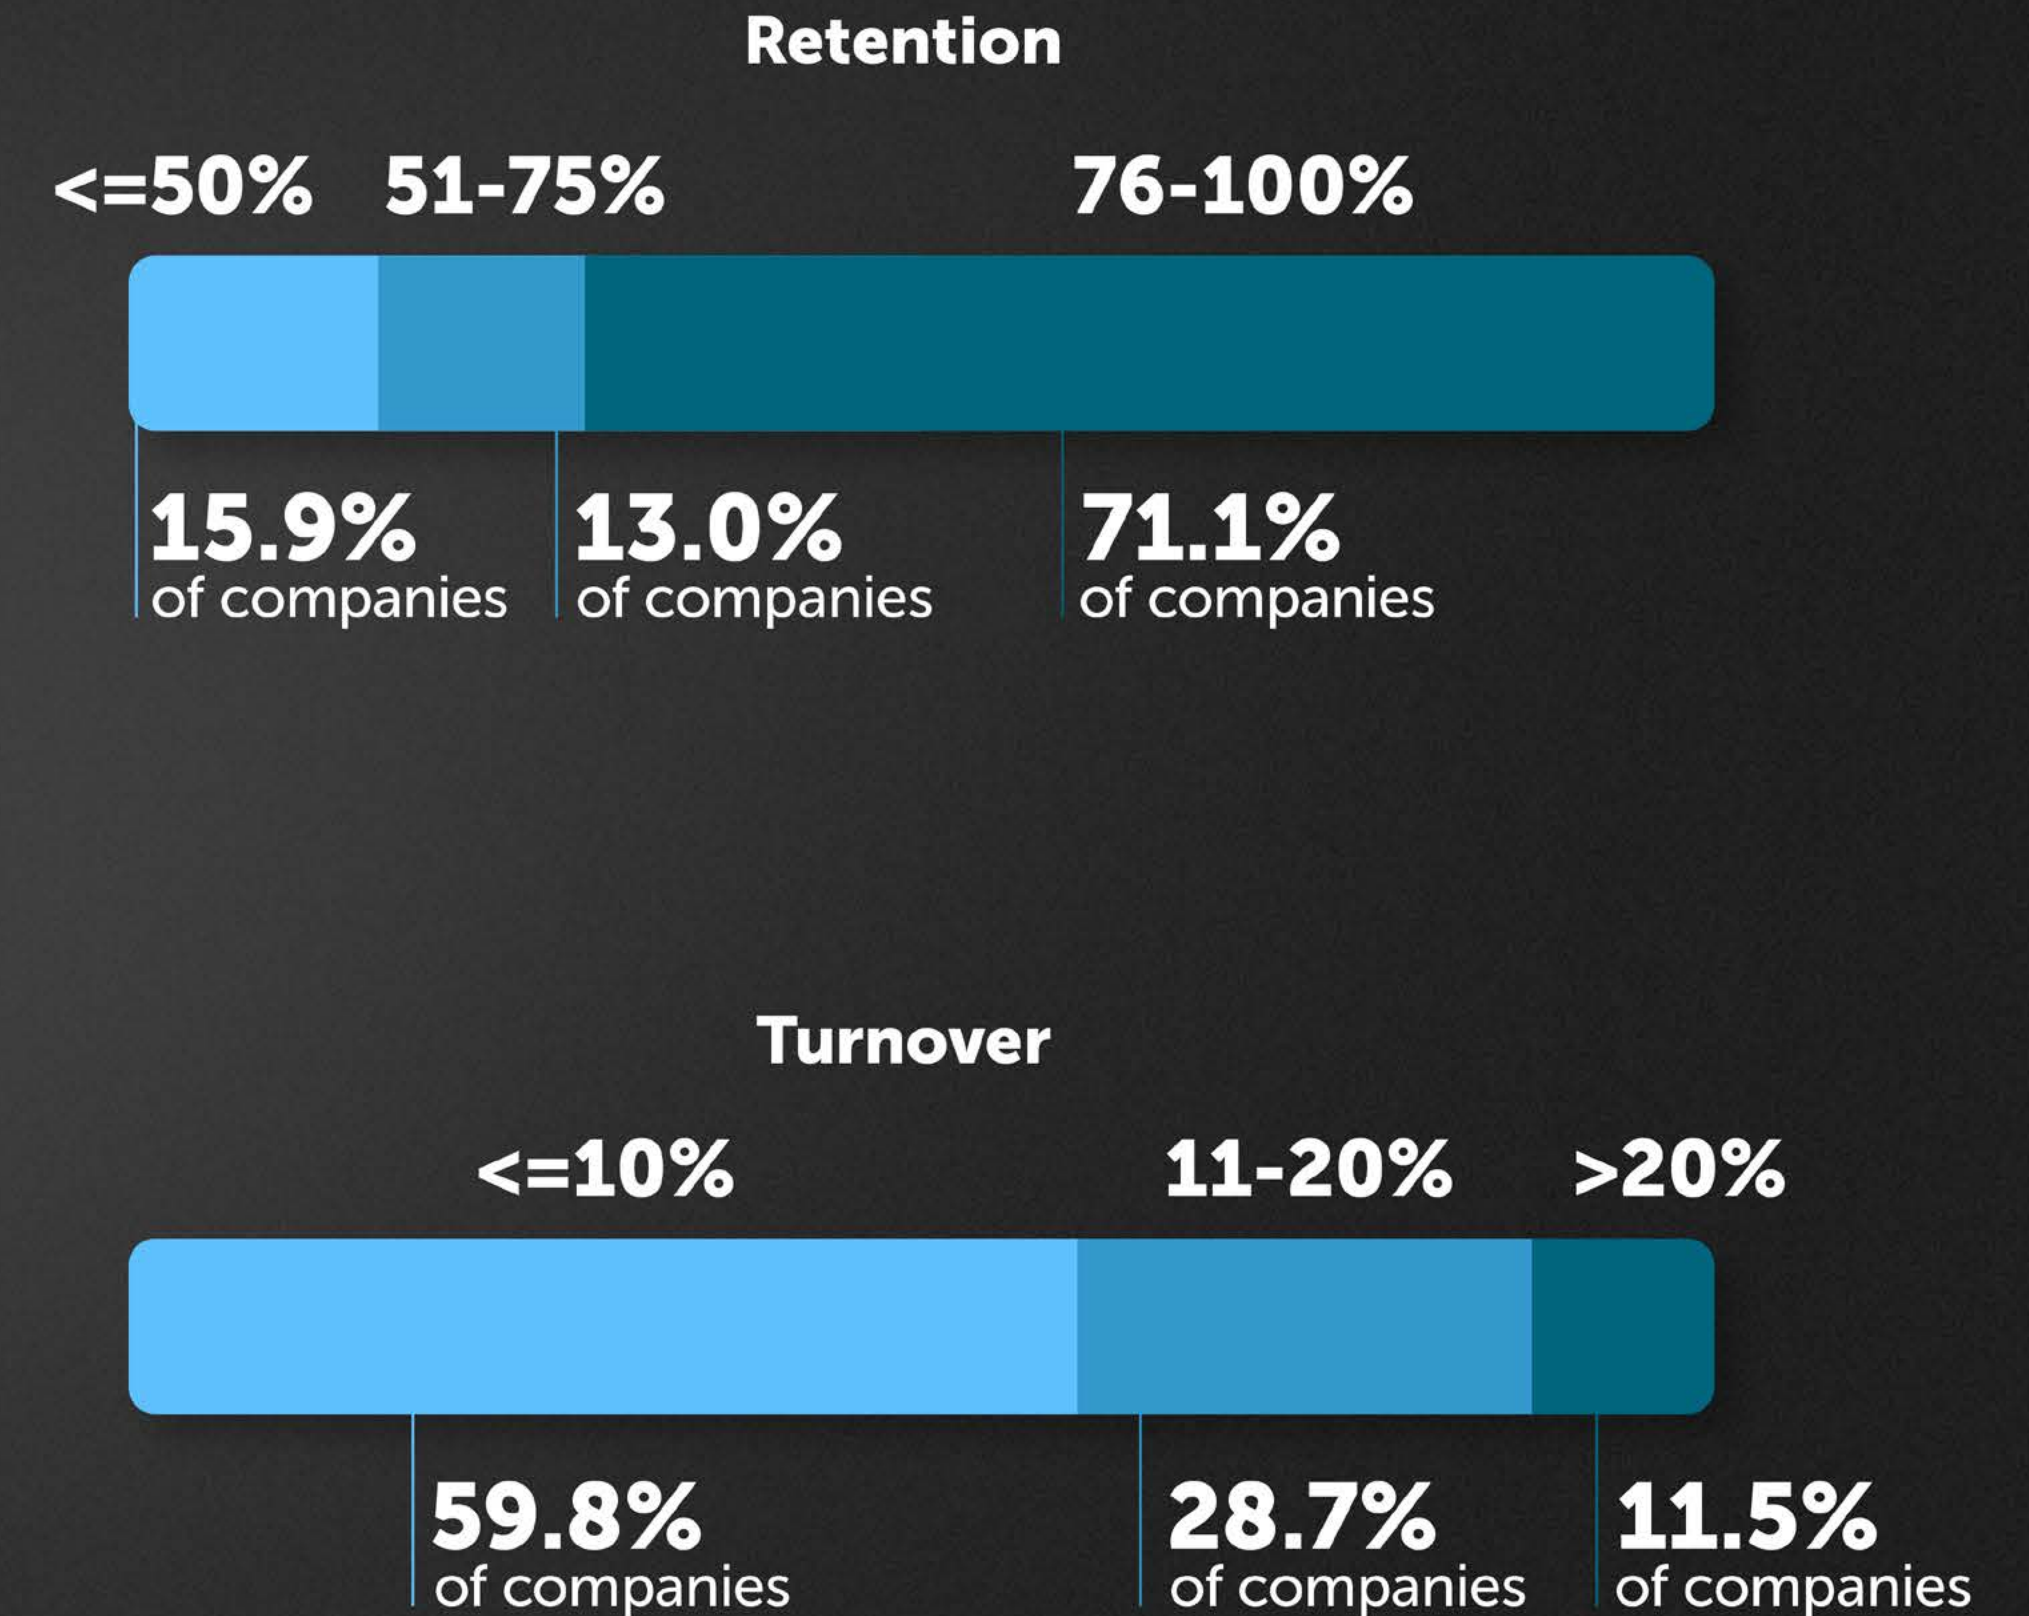 Retention
<=50% 51-75% 76-100%
15.9% 13.0% 71.1%
of companies of companies of companies
Turnover
<=10% 11-20% >20%
59.8% 28.7% 11.5%
of companies of companies of companies